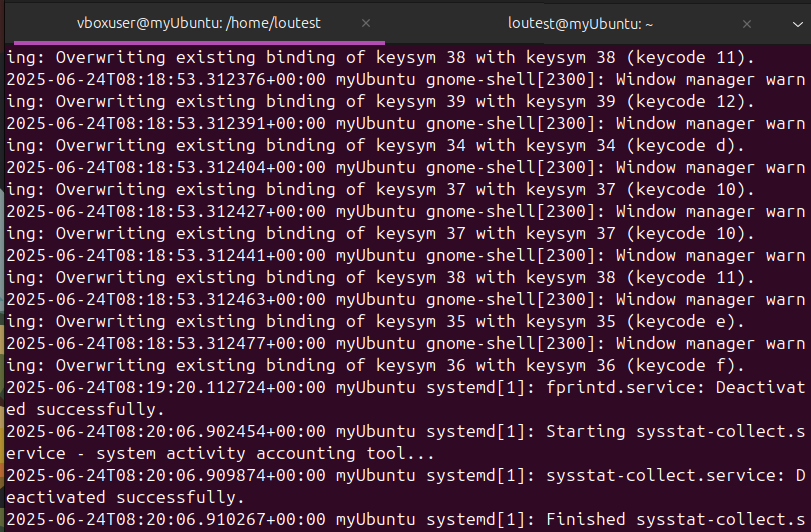 vboxuser@myUbuntu: /home/loutest × loutest@myUbuntu: ~ ×
ing: Overwriting existing binding of keysym 38 with keysym 38 (keycode 11).
2025-06-24T08:18:53.312376+00:00 myUbuntu gnome-shell[2300]: Window manager warn
ing: Overwriting existing binding of keysym 39 with keysym 39 (keycode 12).
2025-06-24T08:18:53.312391+00:00 myUbuntu gnome-shell[2300]: Window manager warn
ing: Overwriting existing binding of keysym 34 with keysym 34 (keycode d).
2025-06-24T08:18:53.312404+00:00 myUbuntu gnome-shell[2300]: Window manager warn
ing: Overwriting existing binding of keysym 37 with keysym 37 (keycode 10).
2025-06-24T08:18:53.312427+00:00 myUbuntu gnome-shell[2300]: Window manager warn
ing: Overwriting existing binding of keysym 37 with keysym 37 (keycode 10).
2025-06-24T08:18:53.312441+00:00 myUbuntu gnome-shell[2300]: Window manager warn
ing: Overwriting existing binding of keysym 38 with keysym 38 (keycode 11).
2025-06-24T08:18:53.312463+00:00 myUbuntu gnome-shell[2300]: Window manager warn
ing: Overwriting existing binding of keysym 35 with keysym 35 (keycode e).
2025-06-24T08:18:53.312477+00:00 myUbuntu gnome-shell[2300]: Window manager warn
ing: Overwriting existing binding of keysym 36 with keysym 36 (keycode f).
2025-06-24T08:19:20.112724+00:00 myUbuntu systemd[1]: fprintd.service: Deactivat
ed successfully.
2025-06-24T08:20:06.902454+00:00 myUbuntu systemd[1]: Starting sysstat-collect.s
ervice - system activity accounting tool...
2025-06-24T08:20:06.909874+00:00 myUbuntu systemd[1]: sysstat-collect.service: D
eactivated successfully.
2025-06-24T08:20:06.910267+00:00 myUbuntu systemd[1]: Finished sysstat-collect.s